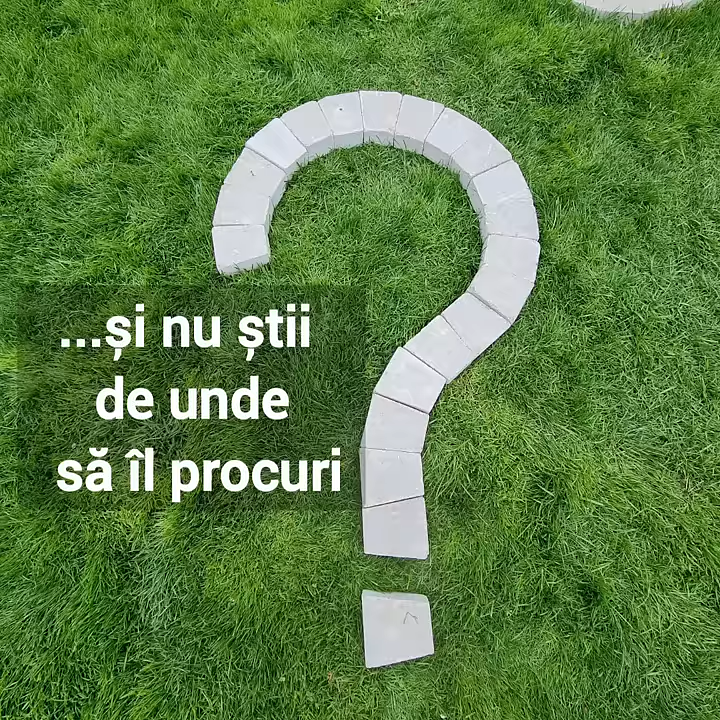 ...și nu știi
de unde
să îl procuri